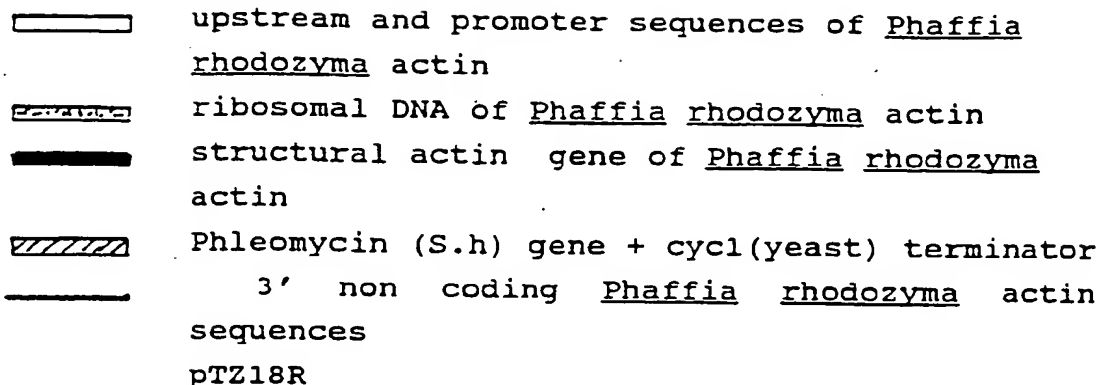 upstream and promoter sequences of Phaffia
rhodozyma actin
ribosomal DNA of Phaffia rhodozyma actin
structural actin gene of Phaffia rhodozyma
actin
Phleomycin (S.h) gene + cycl(yeast) terminator
3′ non coding Phaffia rhodozyma actin
sequences
pTZ18R